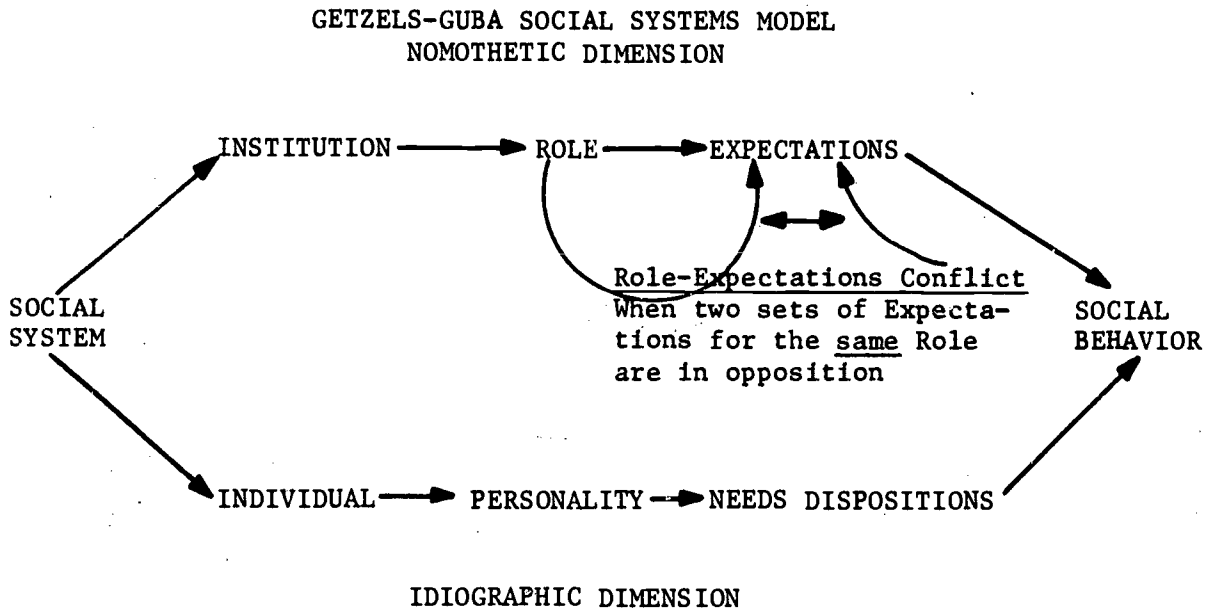 GETZELS-GUBA SOCIAL SYSTEMS MODEL
NOMOTHETIC DIMENSION
INSTITUTION
ROLE
EXPECTATIONS
Role-Expectations Conflict
When two sets of Expecta-
tions for the same Role
are in opposition
SOCIAL
SYSTEM
SOCIAL
BEHAVIOR
INDIVIDUAL
PERSONALITY
NEEDS DISPOSITIONS
IDIOGRAPHIC DIMENSION